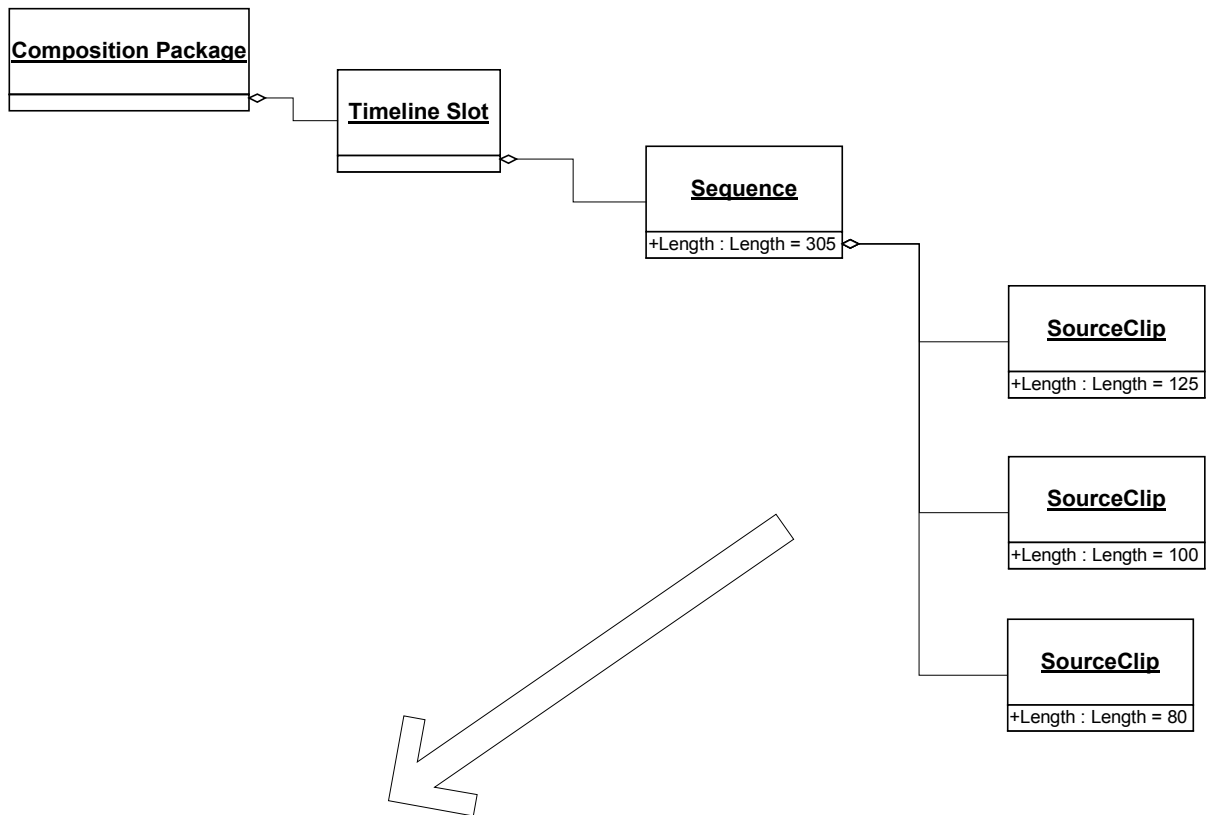 Composition Package
Timeline Slot
Sequence
+Length : Length = 305
SourceClip
+Length : Length = 125
SourceClip
+Length : Length = 100
SourceClip
+Length : Length = 80